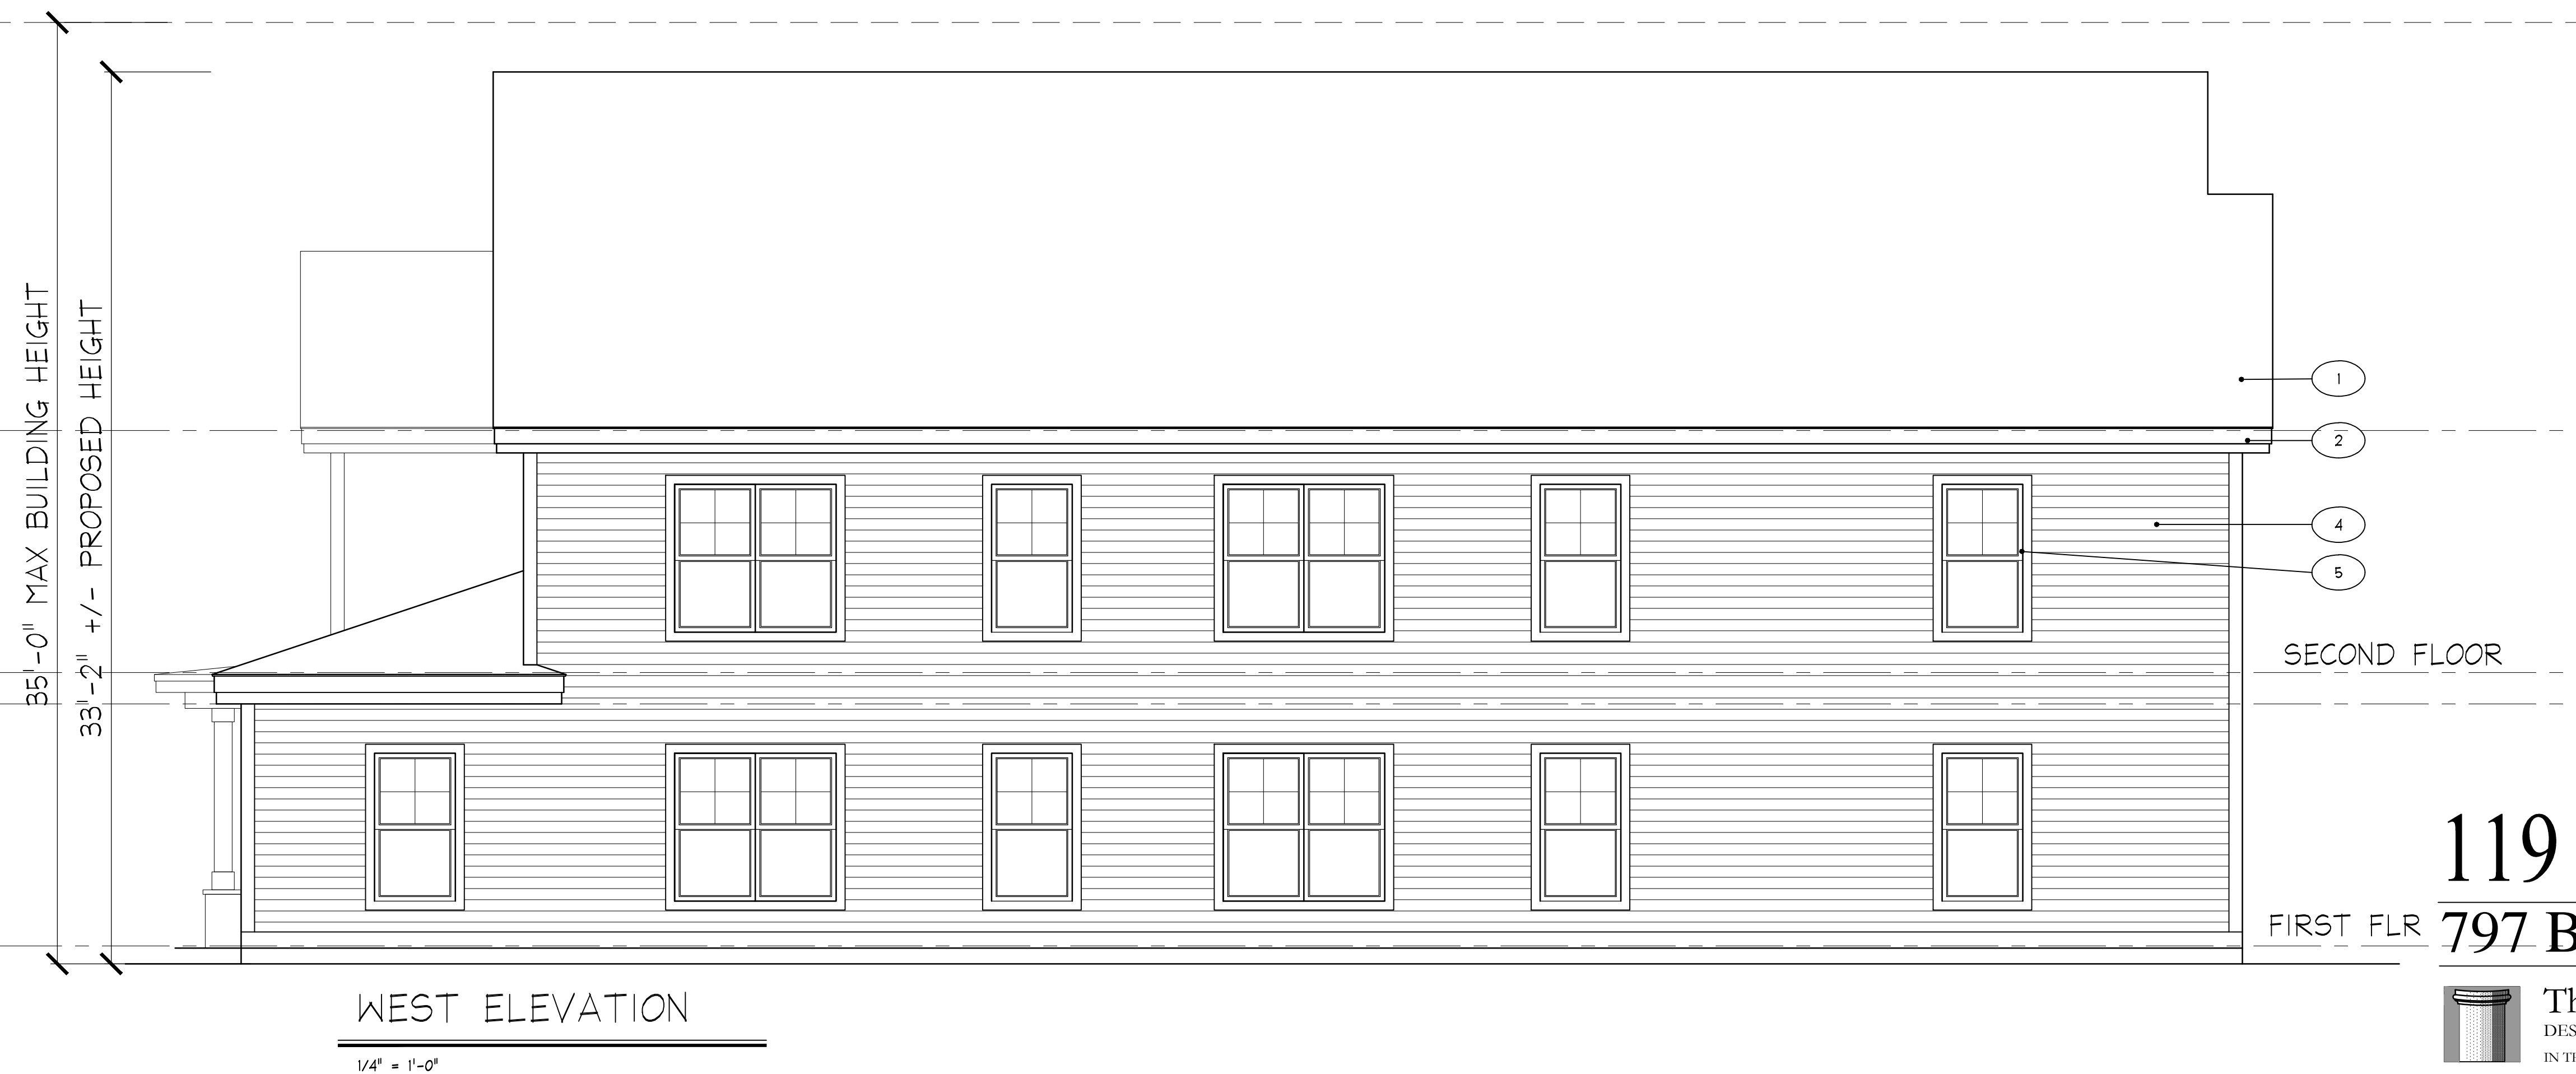 35'-0" MAX BUILDING HEIGHT
33'-2" +/- PROPOSED HEIGHT
1
2
4
5
SECOND FLOOR
119
FIRST FLR
797 B
Th
DES
IN TH
WEST ELEVATION
1/4" = 1'-0"